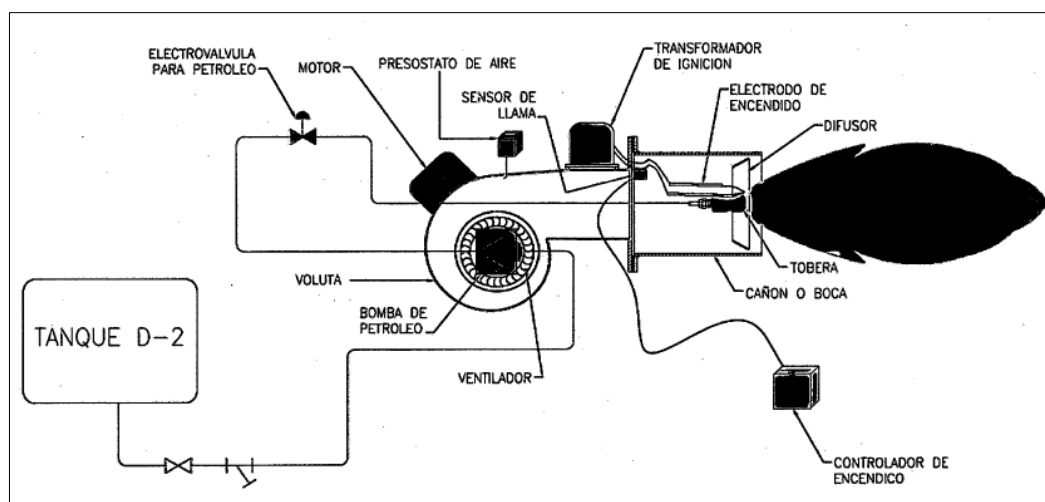 ELECTROVALVULA
PARA PETROLEO
MOTOR
PRESOSTATO DE AIRE
SENSOR DE
LLAMA
TRANSFORMADOR
DE IGNICION
ELECTRODO DE
ENCENDIDO
DIFUSOR
TOBERA
CAÑON O BOCA
VOLUTA
BOMBA DE
PETROLEO
VENTILADOR
TANQUE D-2
CONTROLADOR DE
ENCENDICO